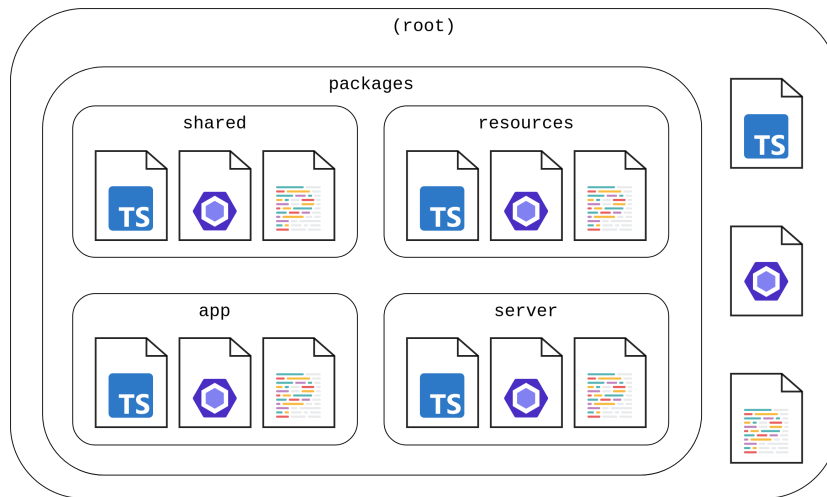 (root)
packages
shared
resources
TS
TS
TS
app
server
TS
TS